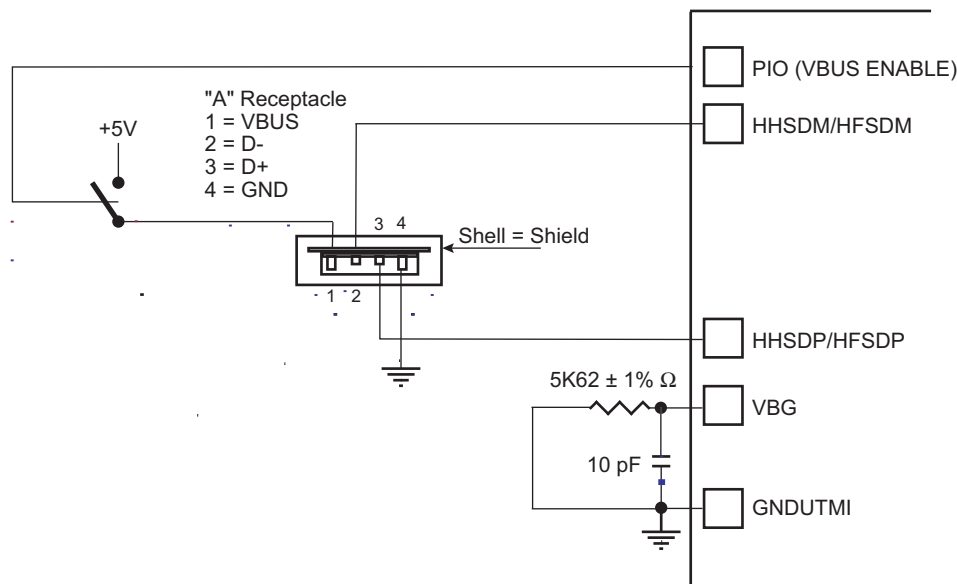 PIO (VBUS ENABLE)
"A" Receptacle
1 = VBUS
2 = D-
3 = D+
4 = GND
+5V
HHSDM/HFSDM
3 4
Shell = Shield
1 2
HHSDP/HFSDP
5K62 ± 1% Ω
VBG
10 pF
GNDUTMI